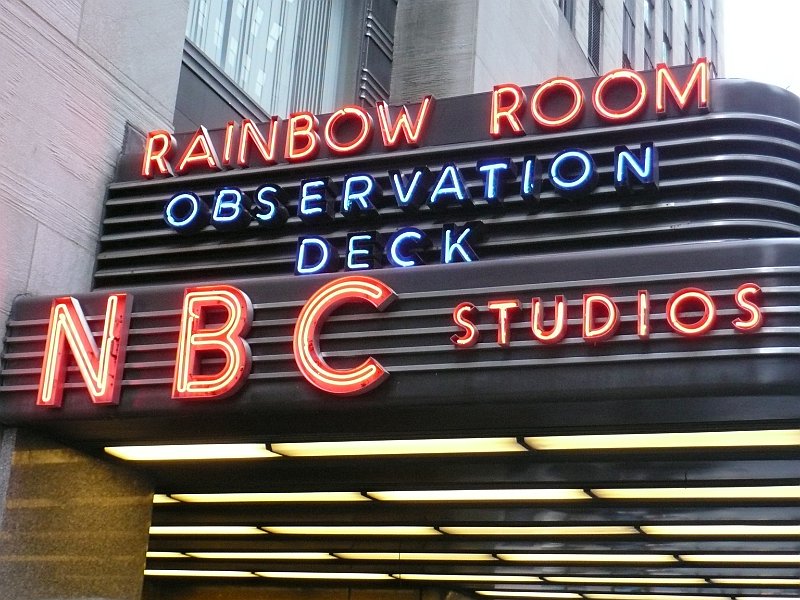 RAINBOW ROOM
OBSERVATION
DECK
NBC STUDIOS